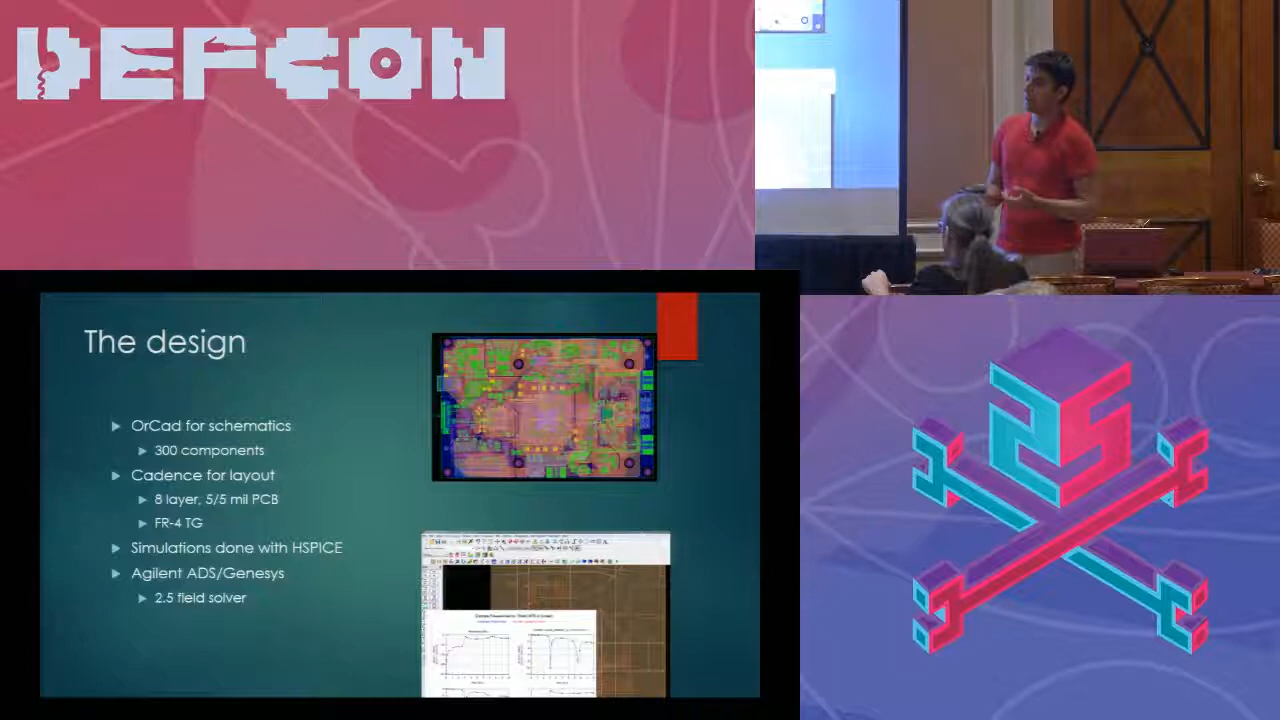 DEFCON
The design
OrCad for schematics
300 components
Cadence for layout
8 layer, 5/5 mil PCB
FR-4 TG
Simulations done with HSPICE
Agilent ADS/Genesys
2.5 field solver
25